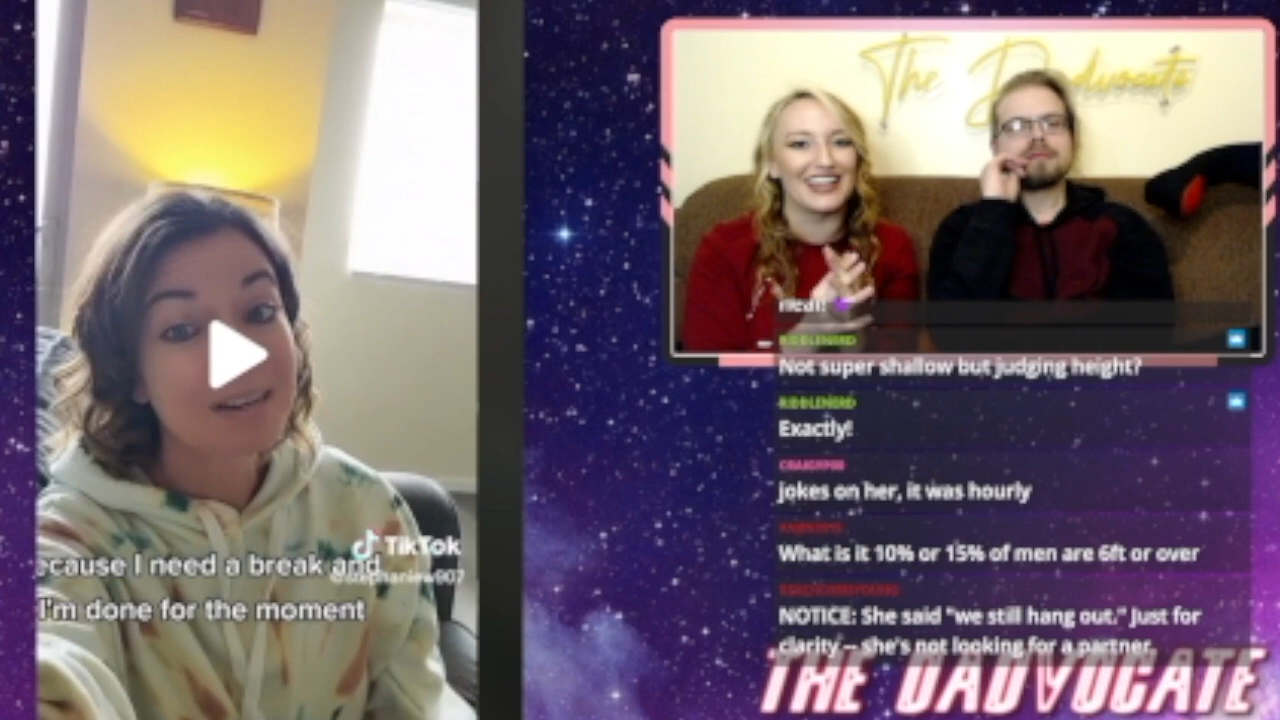 ecause I need a break and
I'm done for the moment
TikTok
The Dadvocate
RIDDLENERD
Not super shallow but judging height?
RIDDLENERD
Exactly!
jokes on her, it was hourly
What is it 10% or 15% of men are 6ft or over
NOTICE: She said "we still hang out." Just for
clarity -- she's not looking for a partner.
THE DADVOCATE